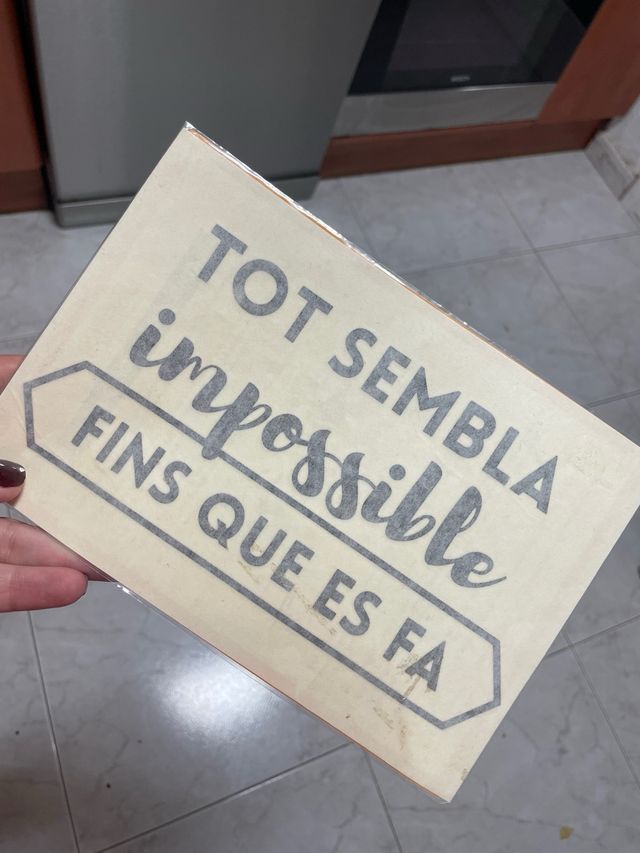 TOT SEMBLA
impossible
FINS QUE ES FA